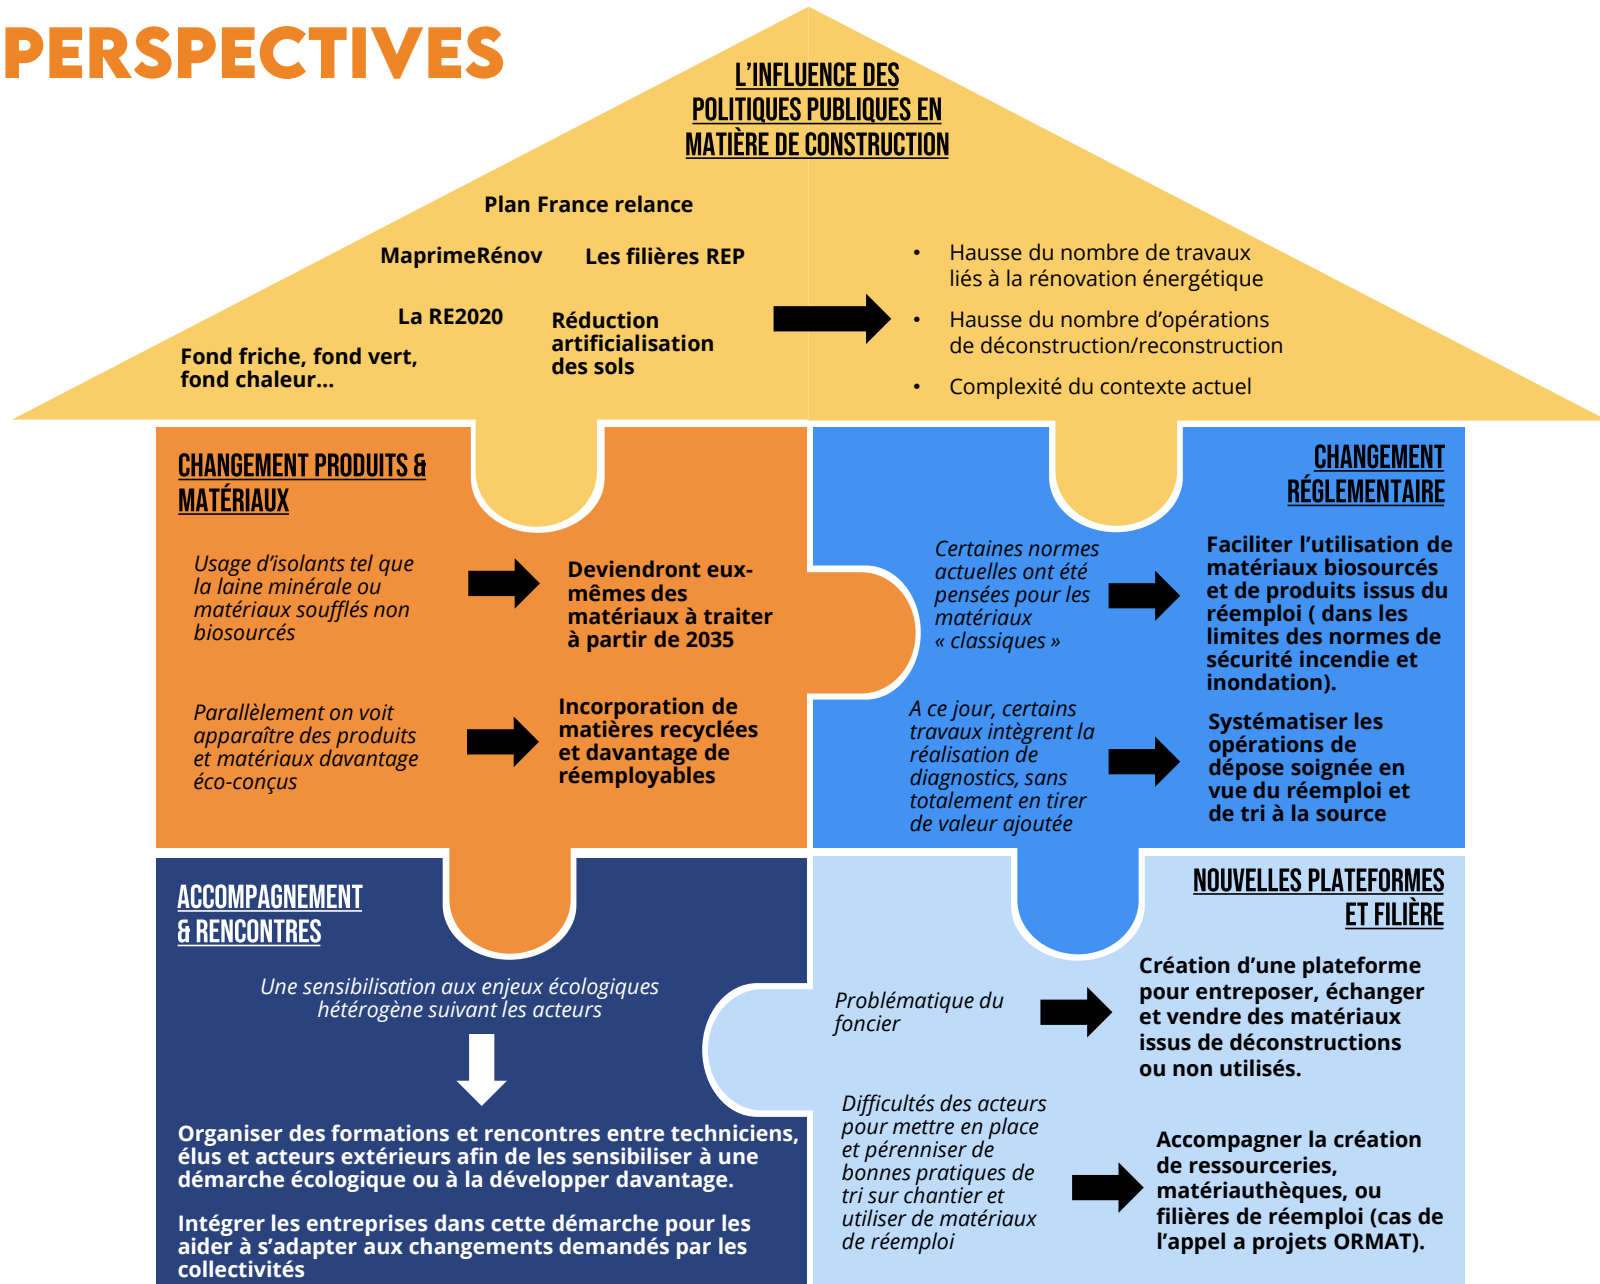 PERSPECTIVES
L'INFLUENCE DES
POLITIQUES PUBLIQUES EN
MATIÈRE DE CONSTRUCTION
Plan France relance
MaprimeRénov
Les filières REP
La RE2020
Réduction
artificialisation
des sols
Fond friche, fond vert,
fond chaleur...
• Hausse du nombre de travaux
liés à la rénovation énergétique
• Hausse du nombre d'opérations
de déconstruction/reconstruction
• Complexité du contexte actuel
CHANGEMENT PRODUITS &
MATÉRIAUX
Usage d'isolants tel que
la laine minérale ou
matériaux soufflés non
biosourcés
Deviendront eux-
mêmes des
matériaux à traiter
à partir de 2035
Parallèlement on voit
apparaître des produits
et matériaux davantage
éco-conçus
Incorporation de
matières recyclées
et davantage de
réemployables
CHANGEMENT
RÉGLEMENTAIRE
Certaines normes
actuelles ont été
pensées pour les
matériaux
« classiques »
Faciliter l'utilisation de
matériaux biosourcés
et de produits issus du
réemploi ( dans les
limites des normes de
sécurité incendie et
inondation).
A ce jour, certains
travaux intègrent la
réalisation de
diagnostics, sans
totalement en tirer
de valeur ajoutée
Systématiser les
opérations de
dépose soignée en
vue du réemploi et
de tri à la source
ACCOMPAGNEMENT
& RENCONTRES
Une sensibilisation aux enjeux écologiques
hétérogène suivant les acteurs
Organiser des formations et rencontres entre techniciens,
élus et acteurs extérieurs afin de les sensibiliser à une
démarche écologique ou à la développer davantage.
Intégrer les entreprises dans cette démarche pour les
aider à s'adapter aux changements demandés par les
collectivités
NOUVELLES PLATEFORMES
ET FILIÈRE
Problématique du
foncier
Création d'une plateforme
pour entreposer, échanger
et vendre des matériaux
issus de déconstructions
ou non utilisés.
Difficultés des acteurs
pour mettre en place
et pérenniser de
bonnes pratiques de
tri sur chantier et
utiliser de matériaux
de réemploi
Accompagner la création
de ressourceries,
matériauthèques, ou
filières de réemploi (cas de
l'appel a projets ORMAT).